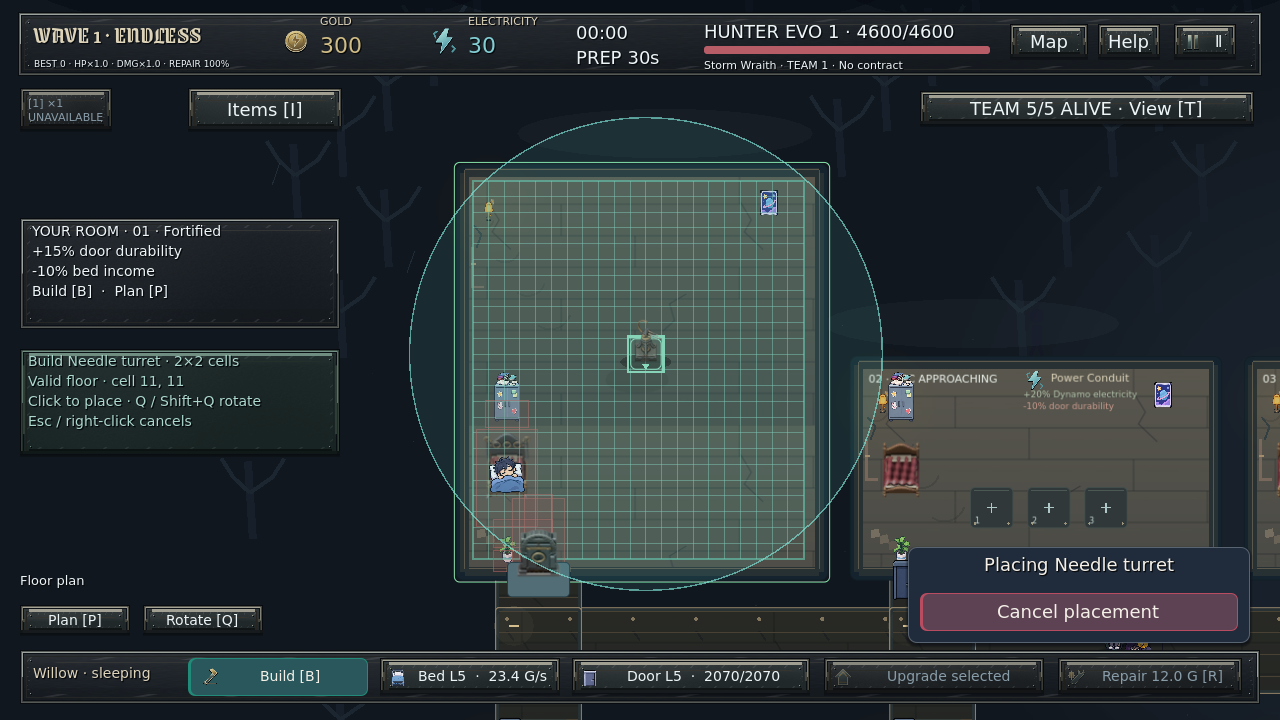 WAVE 1 · ENDLESS
BEST 0 · HP×1.0 · DMG×1.0 · REPAIR 100%
GOLD
300
ELECTRICITY
30
00:00
PREP 30s
HUNTER EVO 1 · 4600/4600
Storm Wraith · TEAM 1 · No contract
Map
Help
[1] ×1
UNAVAILABLE
Items [I]
TEAM 5/5 ALIVE · View [T]
YOUR ROOM · 01 · Fortified
+15% door durability
-10% bed income
Build [B] · Plan [P]
Build Needle turret · 2×2 cells
Valid floor · cell 11, 11
Click to place · Q / Shift+Q rotate
Esc / right-click cancels
02 APPROACHING
Power Conduit
+20% Dynamo electricity
-10% door durability
03
+
+
+
1
2
3
Placing Needle turret
Cancel placement
Floor plan
Plan [P]
Rotate [Q]
Willow · sleeping
Build [B]
Bed L5 · 23.4 G/s
Door L5 · 2070/2070
Upgrade selected
Repair 12.0 G [R]